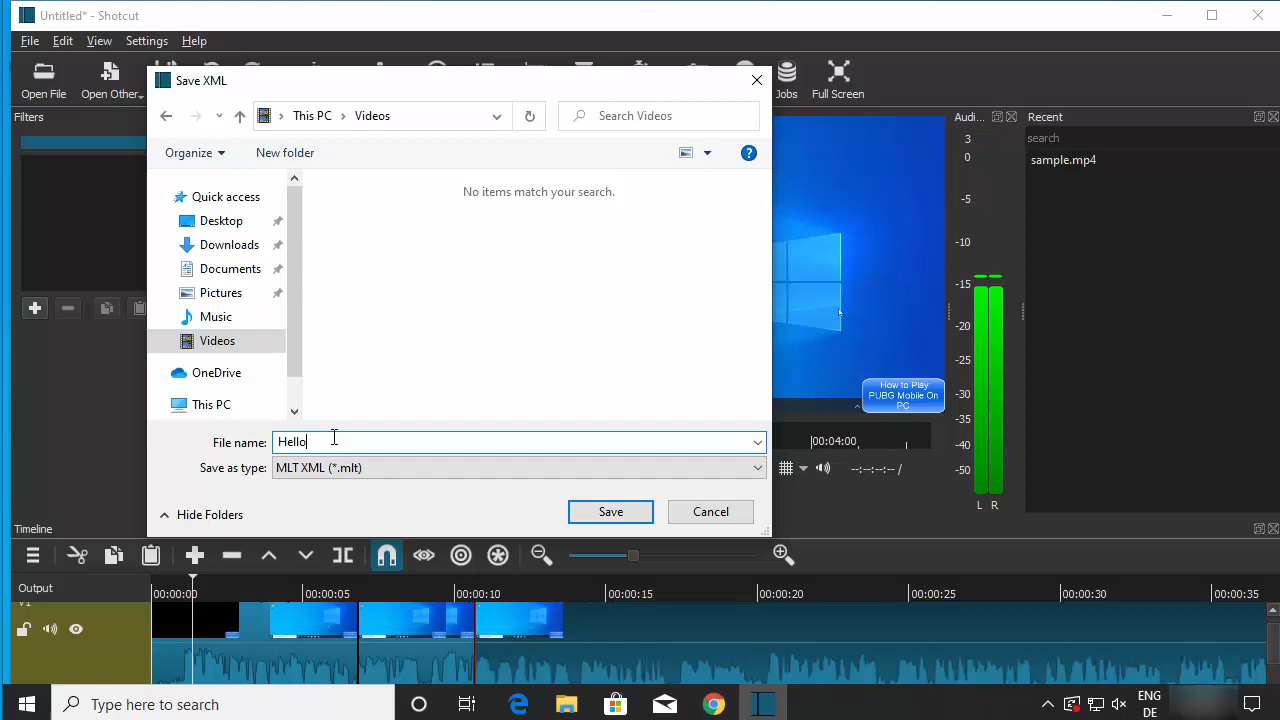 Untitled* - Shotcut
File Edit View Settings Help
Open File
Open Other..
Jobs
Full Screen
Filters
Save XML
This PC > Videos
Search Videos
Organize
New folder
No items match your search.
Quick access
Desktop
Downloads
Documents
Pictures
Music
Videos
OneDrive
This PC
File name: Hello
Save as type: MLT XML (*.mlt)
Hide Folders
Save
Cancel
How to Play
PUBG Mobile On
PC
00:04:00
--:--:--:-- /
Audi...
3
0
-5
-10
-15
-20
-25
-30
-35
-40
-45
-50
L R
Recent
search
sample.mp4
Timeline
Output
00:00:00 00:00:05 00:00:10 00:00:15 00:00:20 00:00:25 00:00:30 00:00:35
V1
Type here to search
ENG
DE